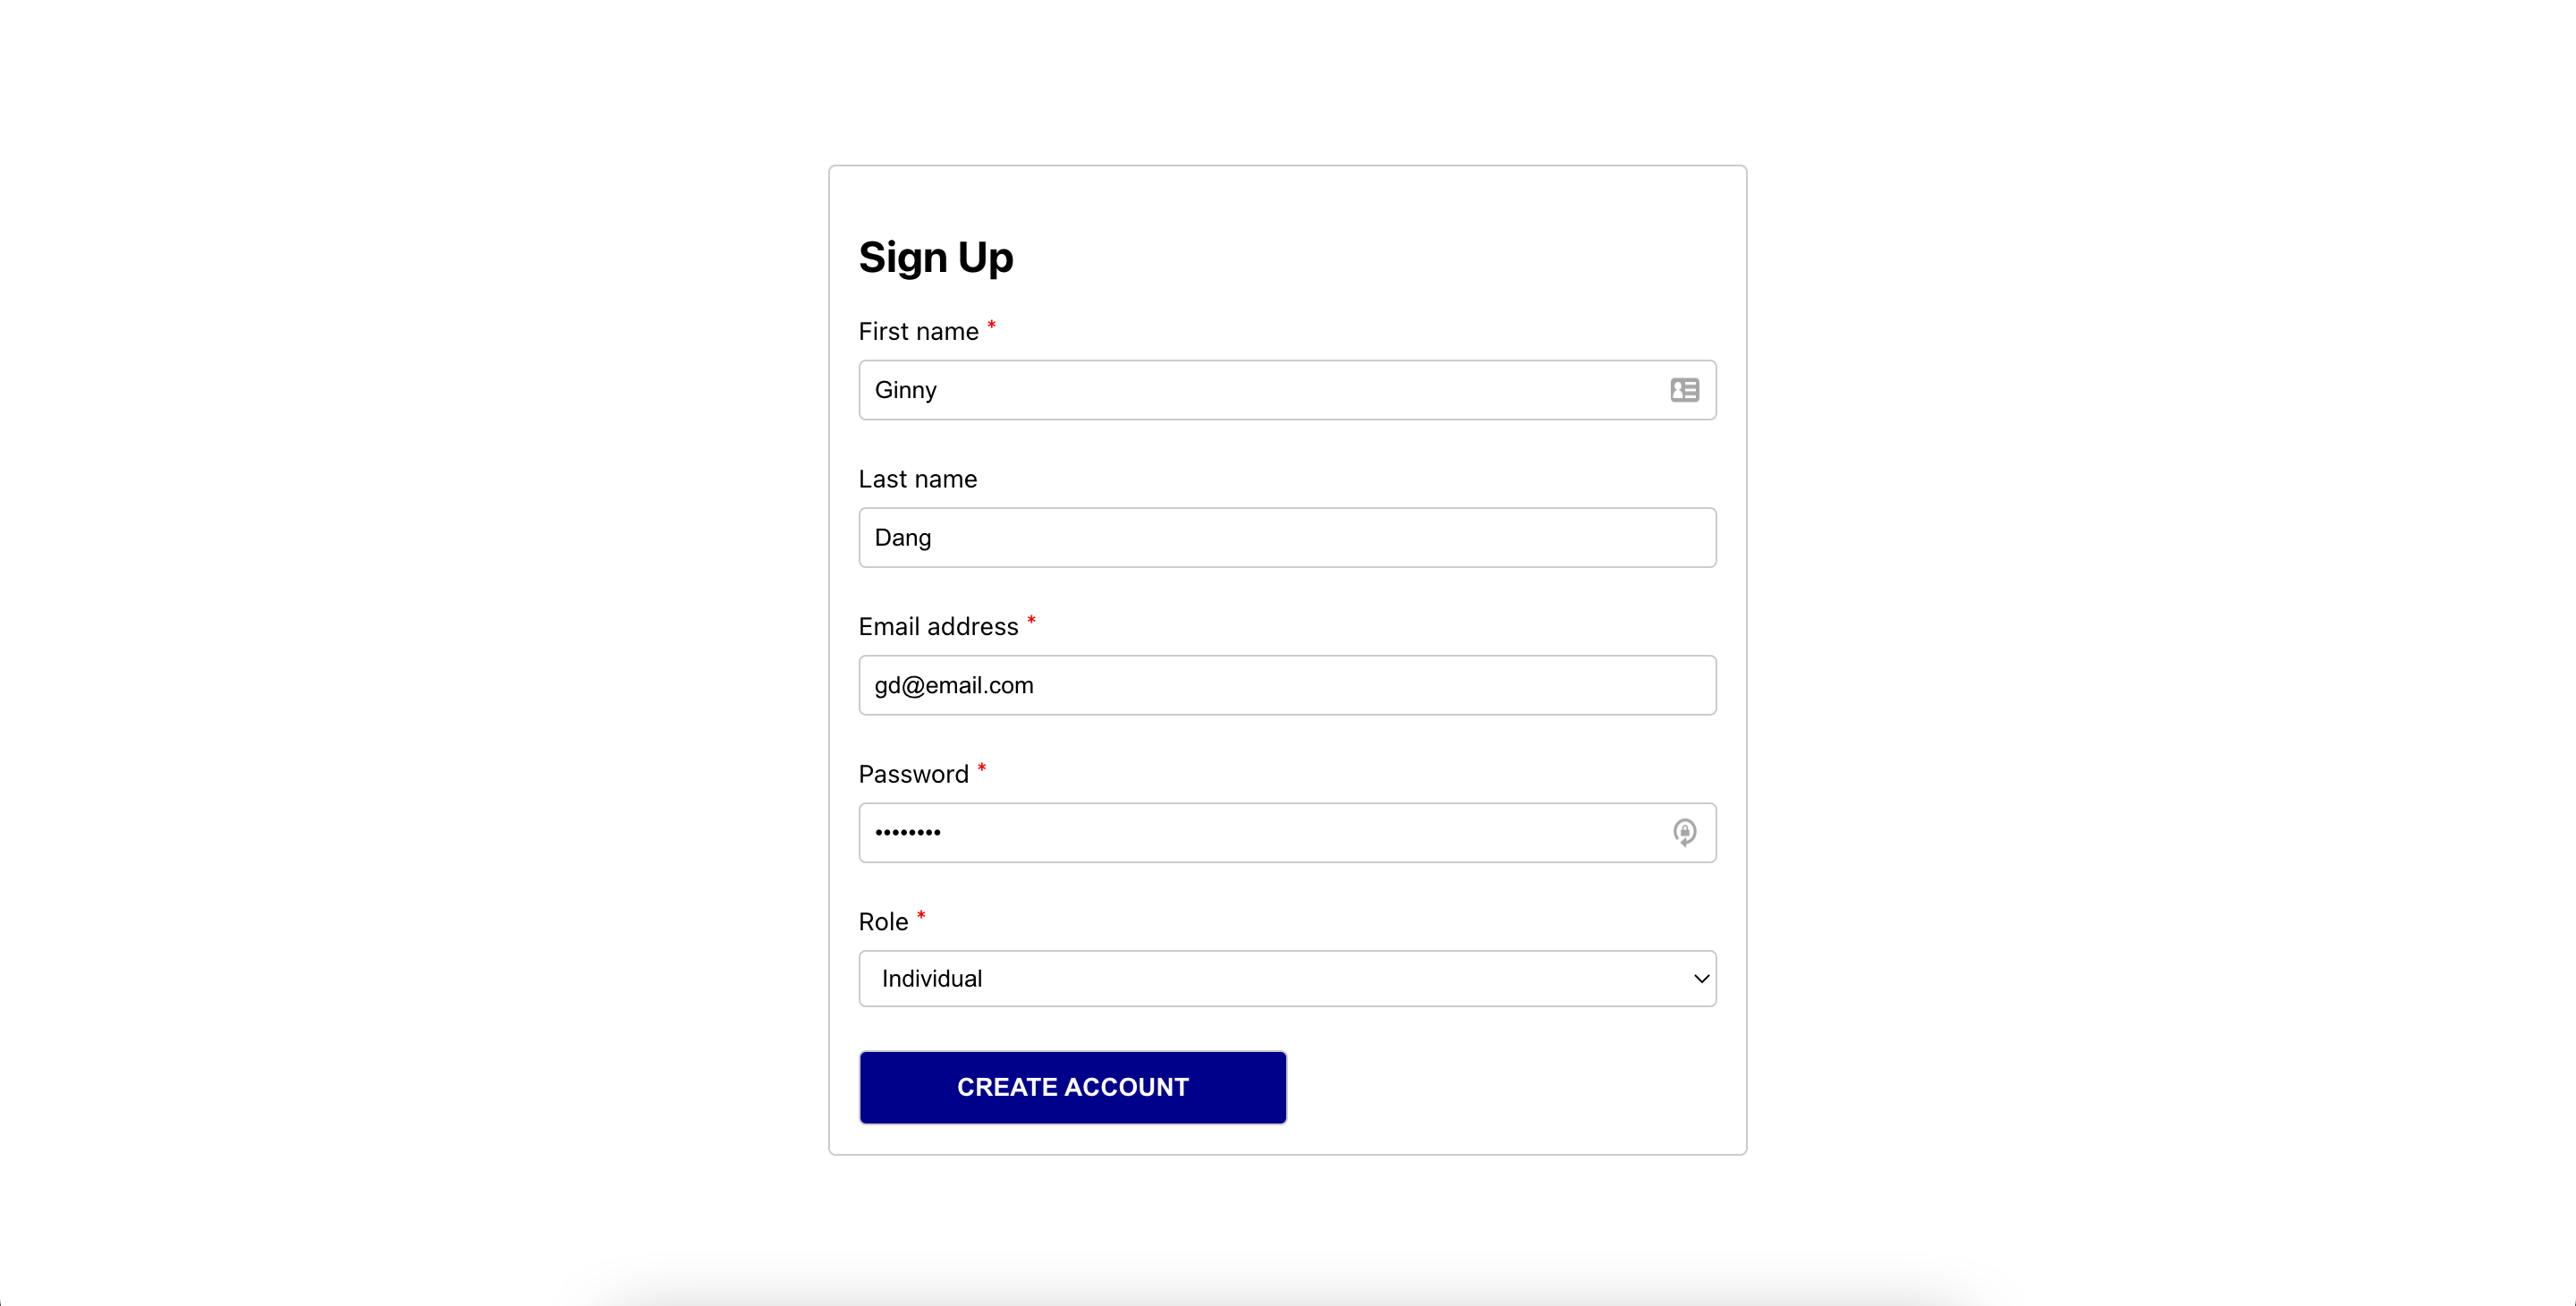 Sign Up
First name *
Ginny
Last name
Dang
Email address *
gd@email.com
Password *
••••••••
Role *
Individual
CREATE ACCOUNT